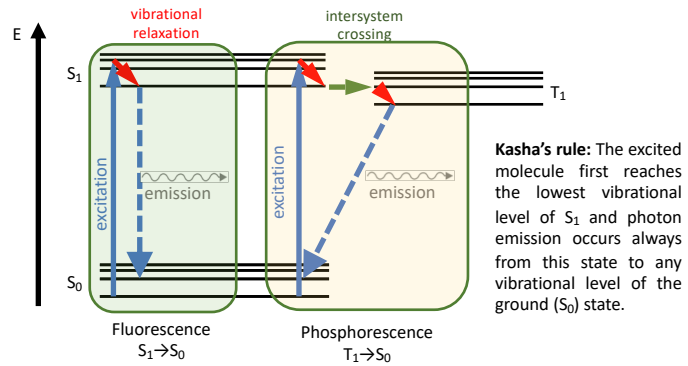 vibrational
relaxation
intersystem
crossing
E
S1
T1
excitation
emission
excitation
emission
Kasha's rule: The excited
molecule first reaches
the lowest vibrational
level of S1 and photon
emission occurs always
from this state to any
vibrational level of the
ground (S0) state.
S0
Fluorescence
S1→S0
Phosphorescence
T1→S0